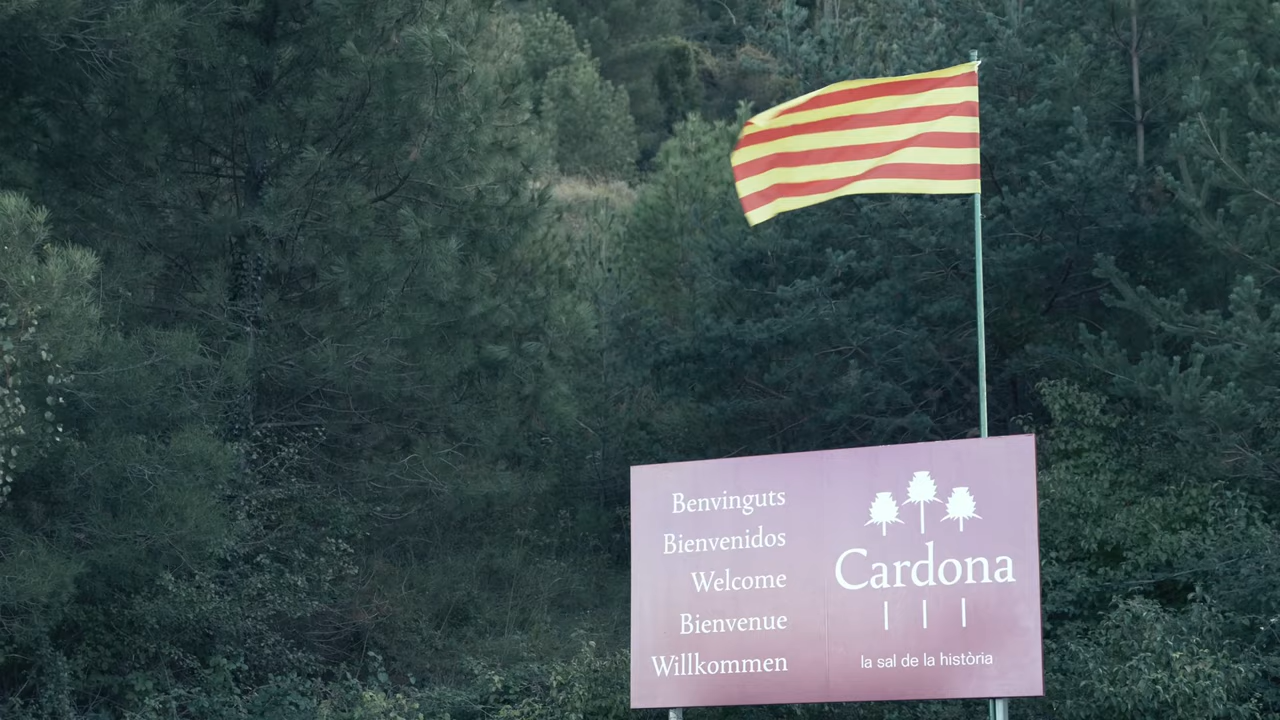 Benvinguts
Bienvenidos
Welcome
Bienvenue
Willkommen
Cardona
la sal de la història